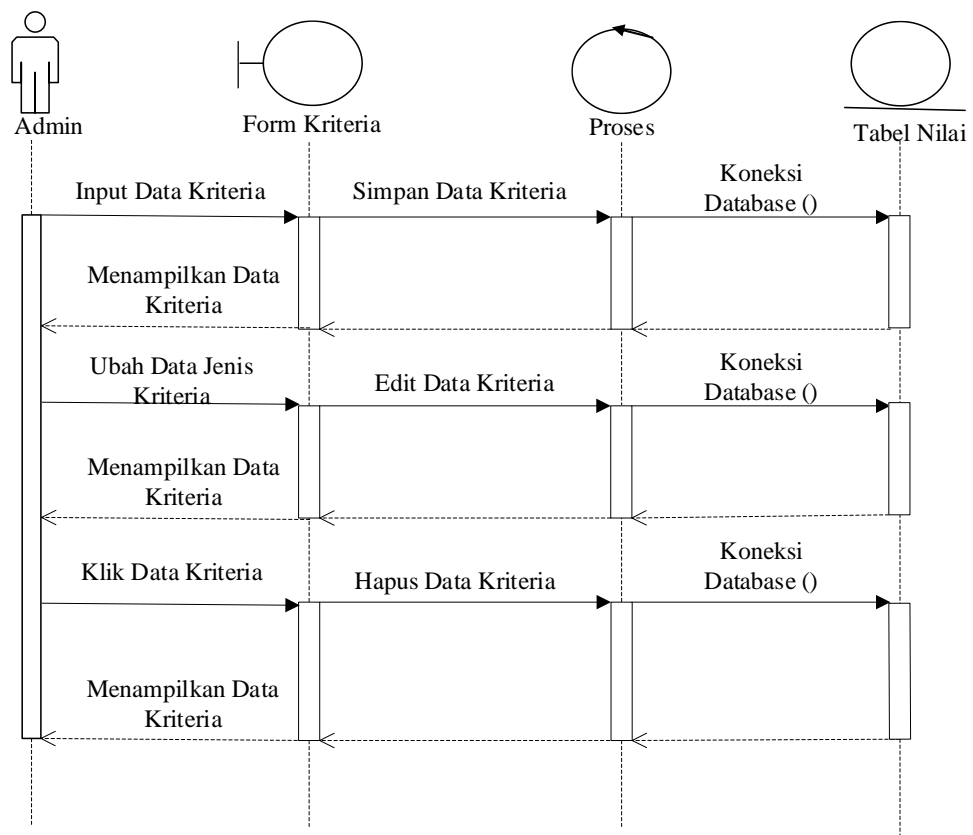 Admin
Form Kriteria
Proses
Tabel Nilai
Input Data Kriteria
Simpan Data Kriteria
Koneksi
Database ()
Menampilkan Data
Kriteria
Ubah Data Jenis
Kriteria
Edit Data Kriteria
Koneksi
Database ()
Menampilkan Data
Kriteria
Klik Data Kriteria
Hapus Data Kriteria
Koneksi
Database ()
Menampilkan Data
Kriteria